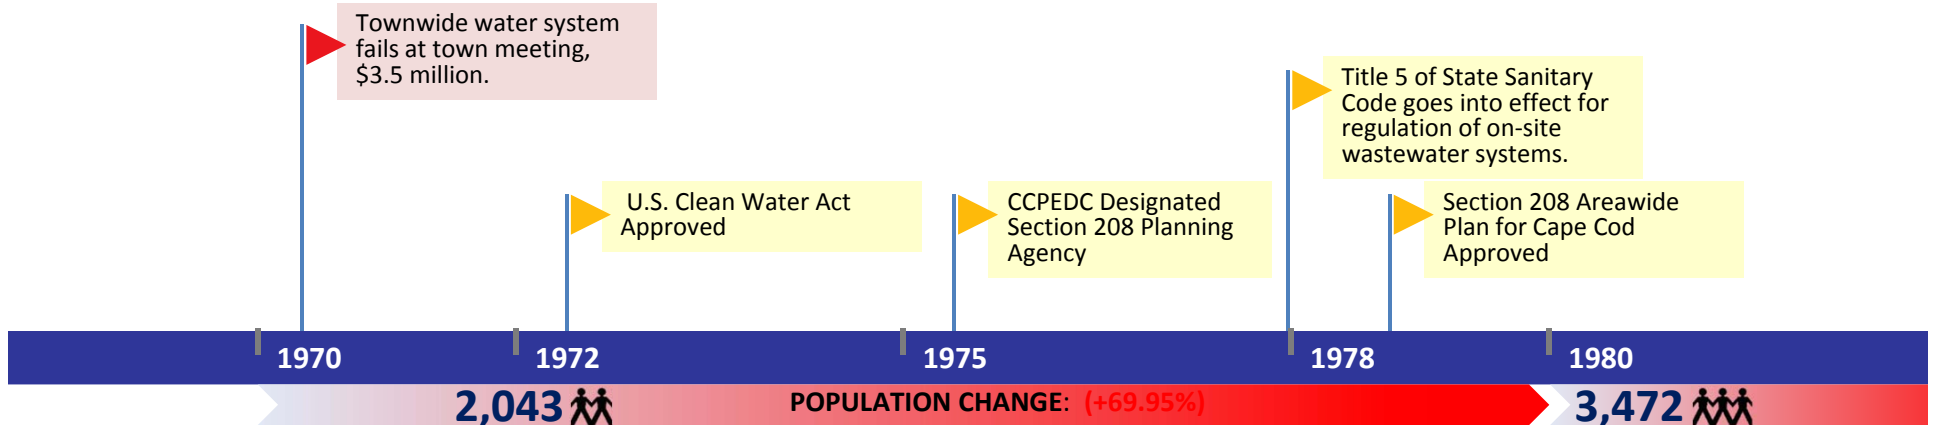 Townwide water system
fails at town meeting,
$3.5 million.
Title 5 of State Sanitary
Code goes into effect for
regulation of on-site
wastewater systems.
U.S. Clean Water Act
Approved
CCPEDC Designated
Section 208 Planning
Agency
Section 208 Areawide
Plan for Cape Cod
Approved
1970
1972
1975
1978
1980
2,043
POPULATION CHANGE: (+69.95%)
3,472